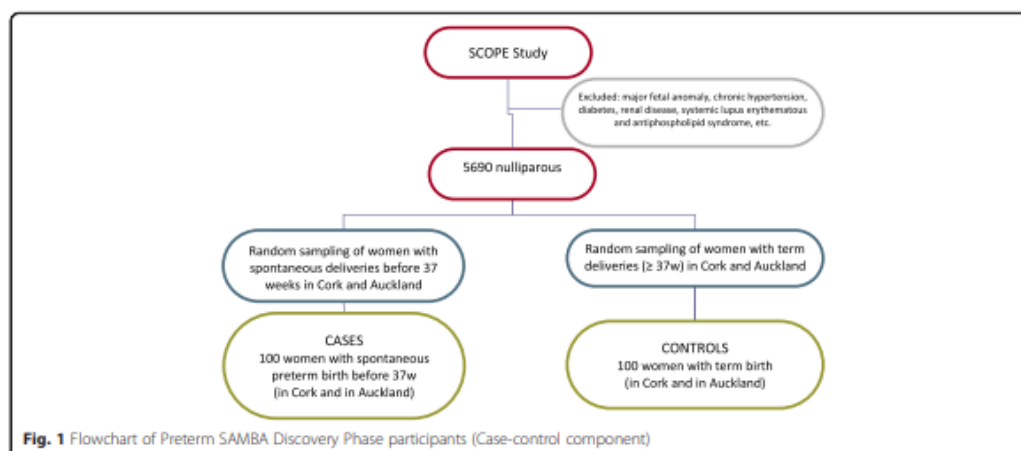 SCOPE Study
Excluded: major fetal anomaly, chronic hypertension,
diabetes, renal disease, systemic lupus erythematous
and antiphospholipid syndrome, etc.
5690 nulliparous
Random sampling of women with
spontaneous deliveries before 37
weeks in Cork and Auckland
Random sampling of women with term
deliveries (≥ 37w) in Cork and Auckland
CASES
100 women with spontaneous
preterm birth before 37w
(in Cork and in Auckland)
CONTROLS
100 women with term birth
(in Cork and in Auckland)
Fig. 1 Flowchart of Preterm SAMBA Discovery Phase participants (Case-control component)